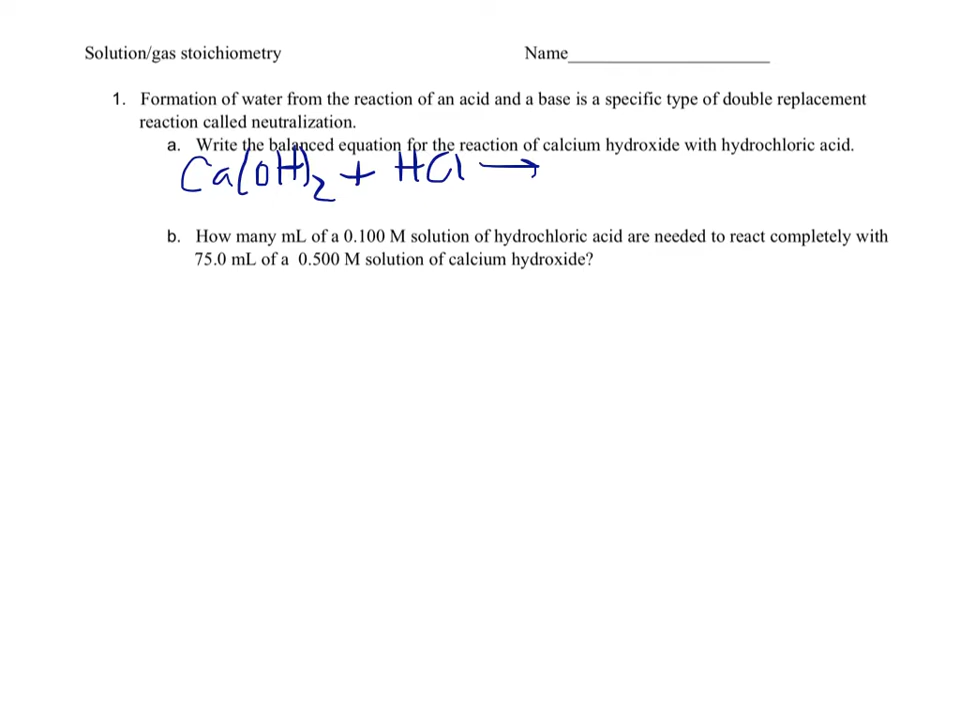 Solution/gas stoichiometry Name____________________
1. Formation of water from the reaction of an acid and a base is a specific type of double replacement
reaction called neutralization.
a. Write the balanced equation for the reaction of calcium hydroxide with hydrochloric acid.
Ca(OH)₂ + HCl →
b. How many mL of a 0.100 M solution of hydrochloric acid are needed to react completely with
75.0 mL of a 0.500 M solution of calcium hydroxide?